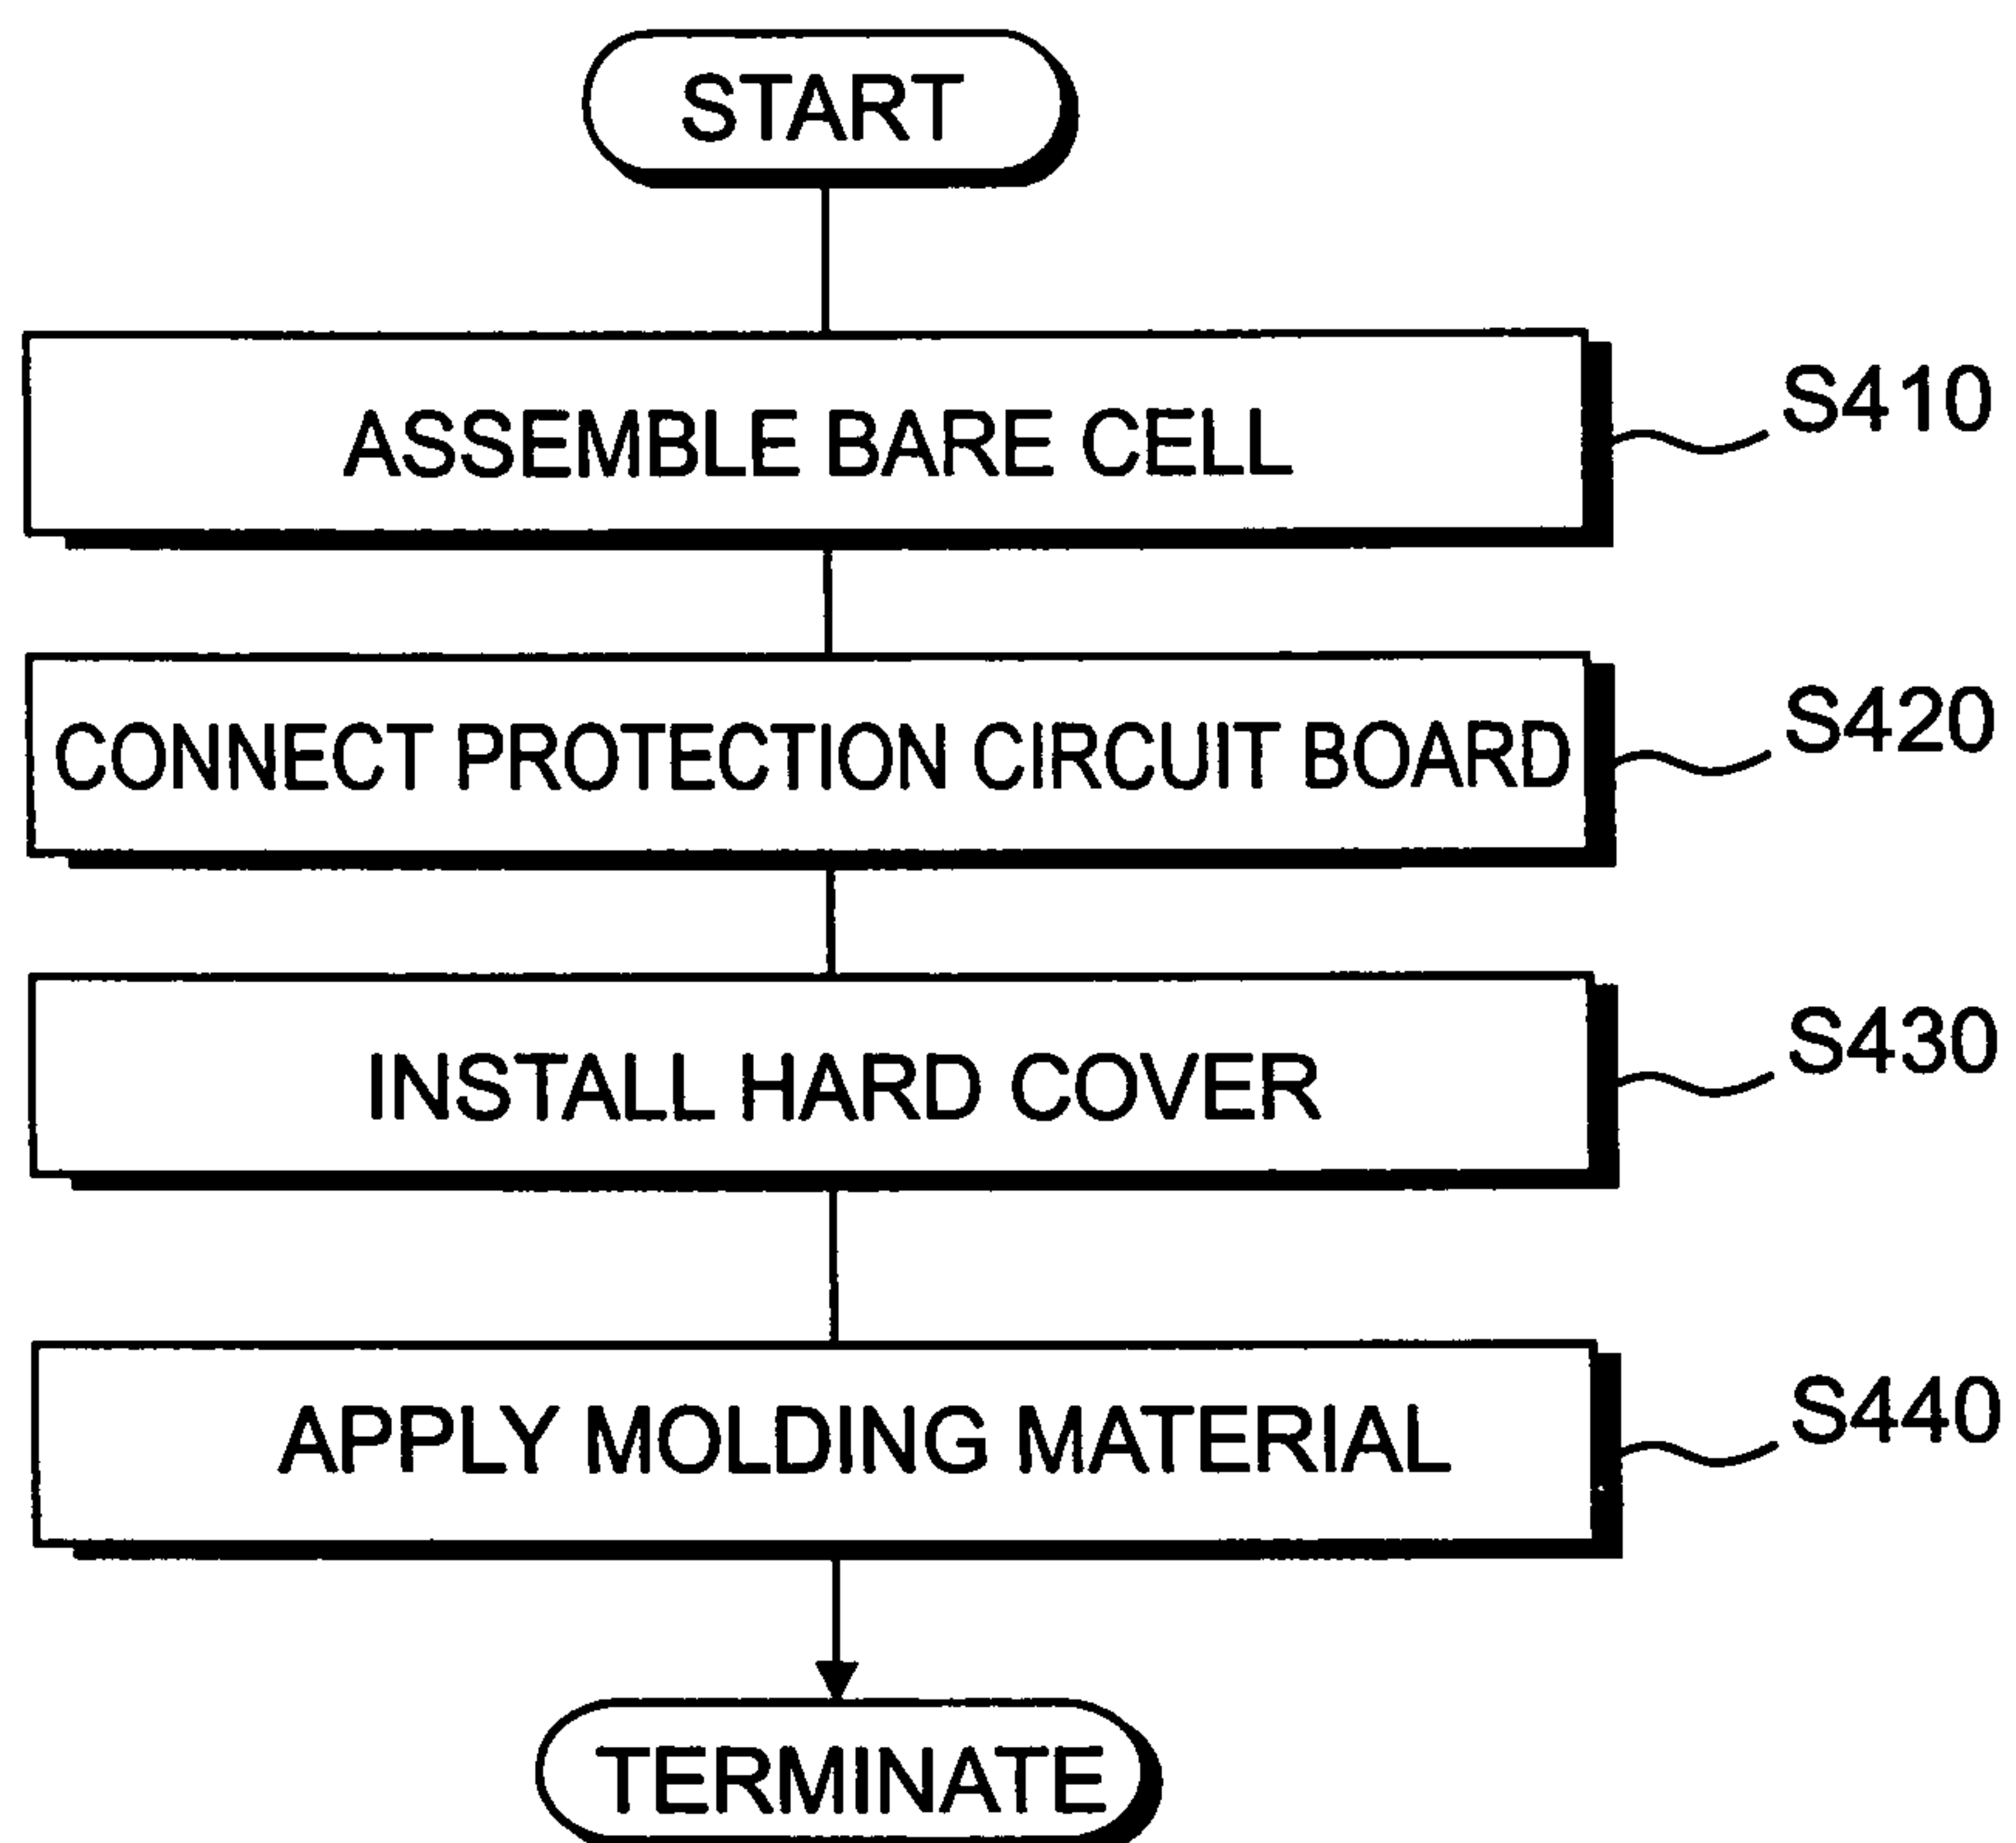 START
ASSEMBLE BARE CELL
S410
CONNECT PROTECTION CIRCUIT BOARD
S420
INSTALL HARD COVER
S430
APPLY MOLDING MATERIAL
S440
TERMINATE